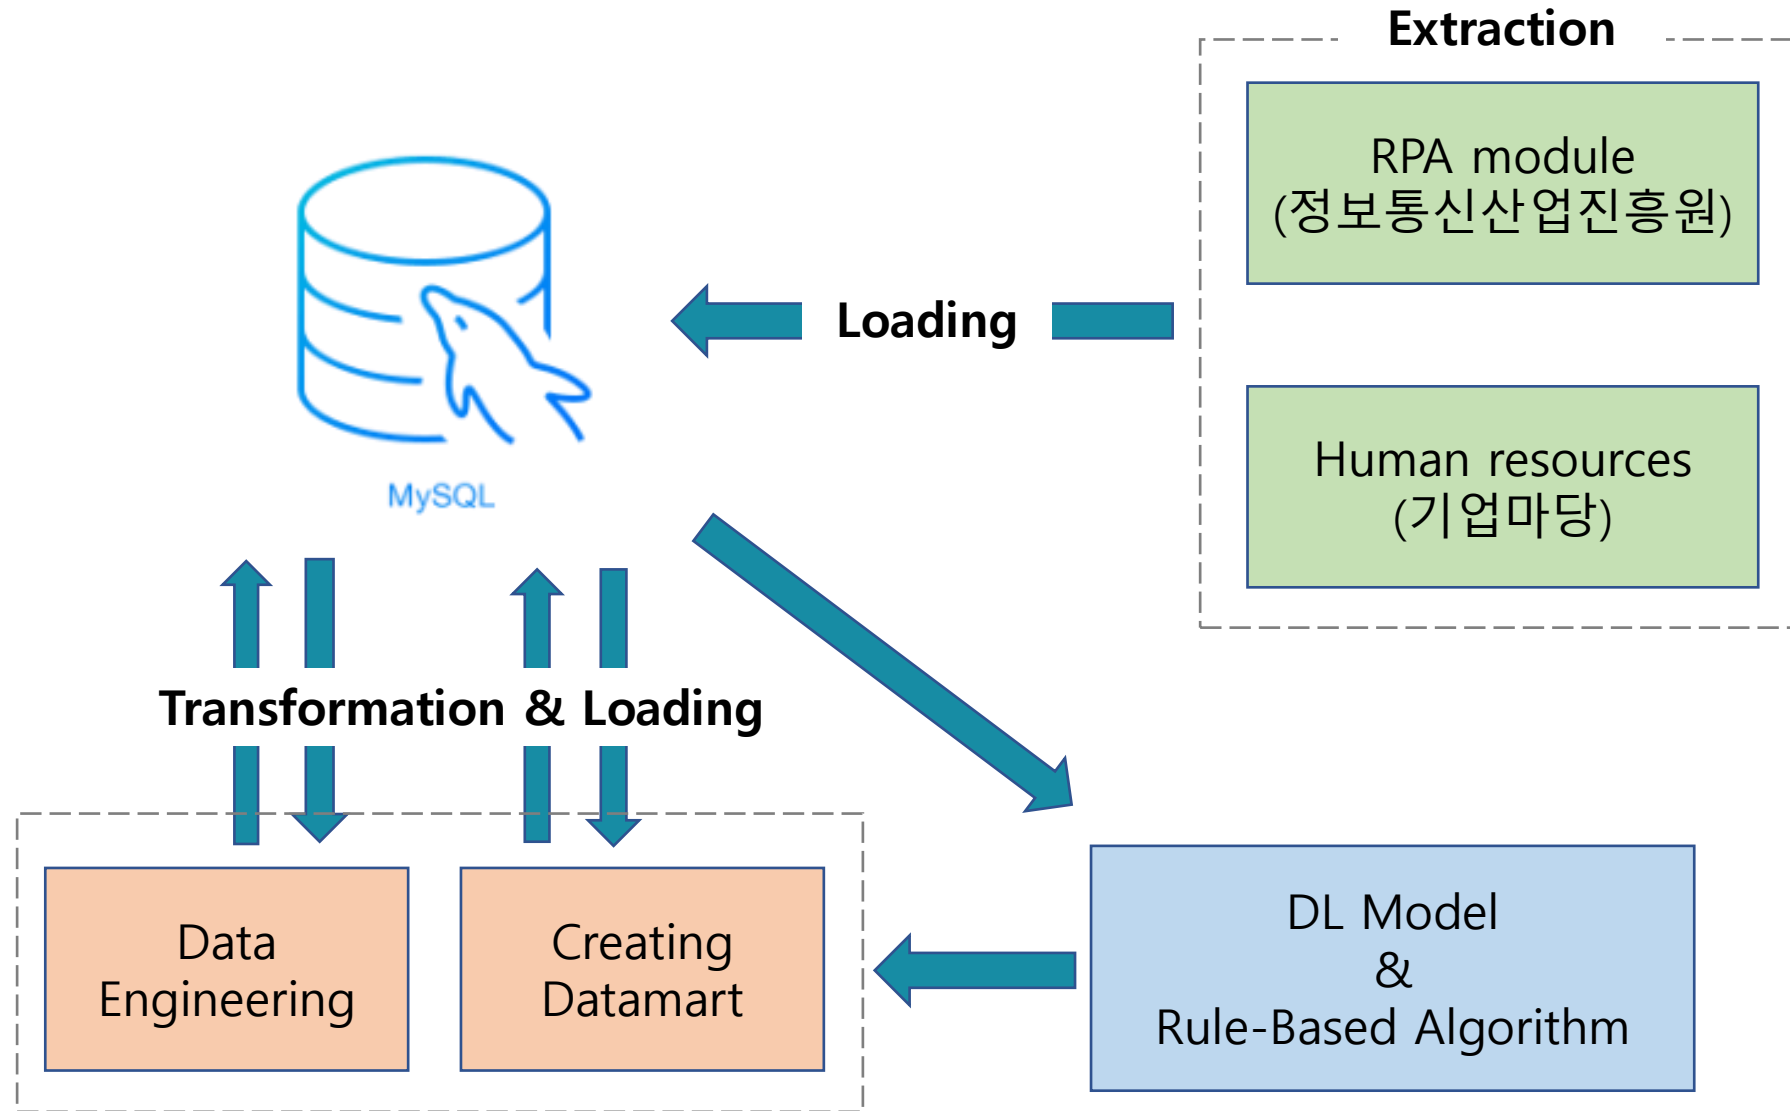 Extraction
RPA module
(정보통신산업진흥원)
Loading
Human resources
(기업마당)
MySQL
Transformation & Loading
Data
Engineering
Creating
Datamart
DL Model
&
Rule-Based Algorithm